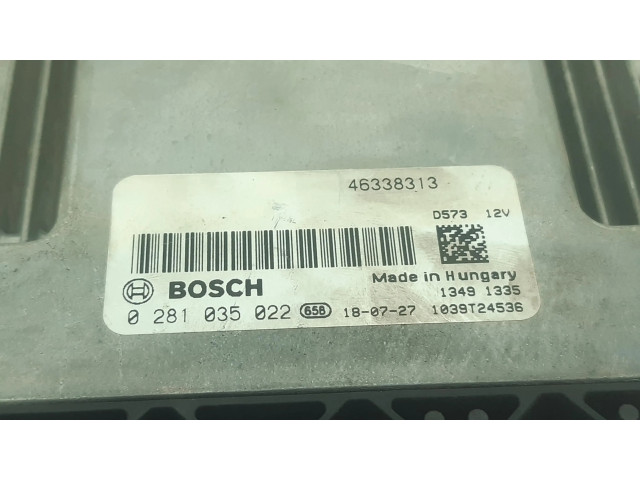 46338313
D573 12V
Made in Hungary
BOSCH
1349 1335
0 281 035 022 658 18-07-27 1039T24536